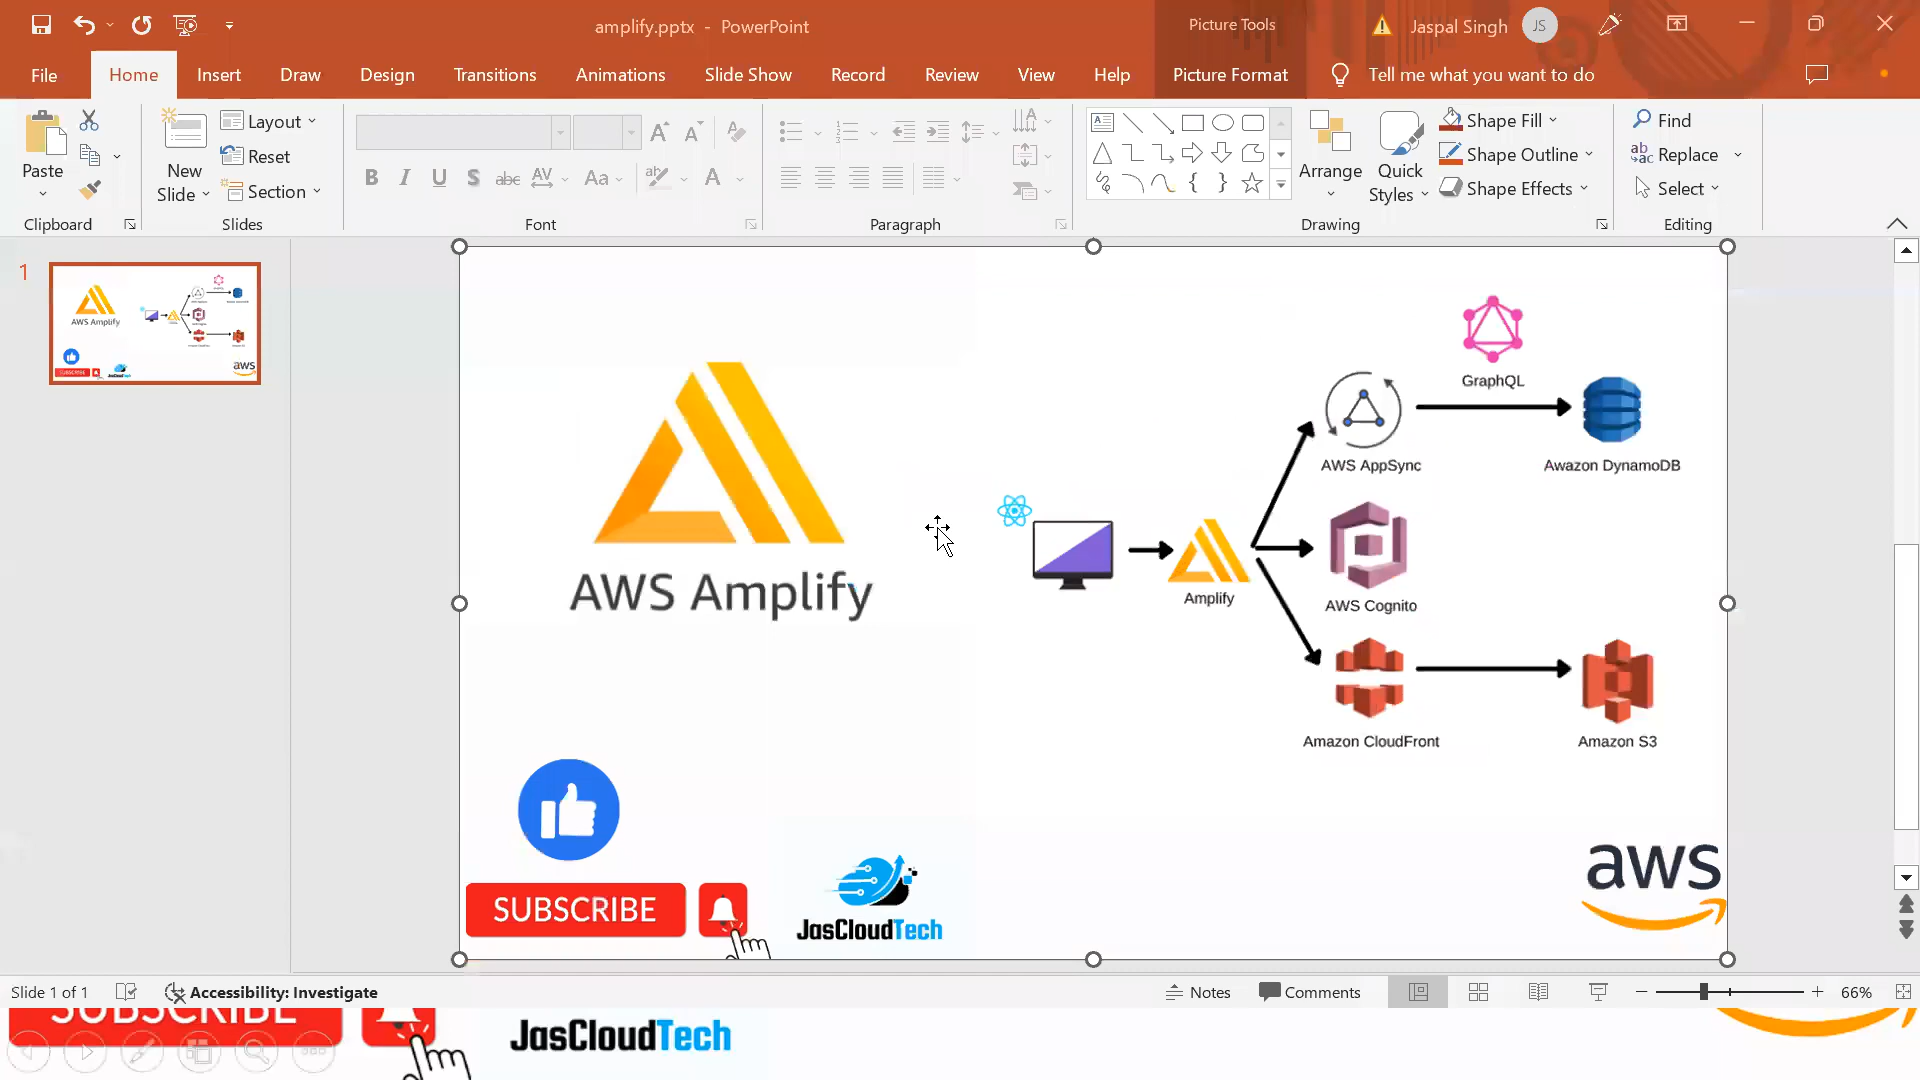 amplify.pptx - PowerPoint
Picture Tools
Jaspal Singh
JS
File
Home
Insert
Draw
Design
Transitions
Animations
Slide Show
Record
Review
View
Help
Picture Format
Tell me what you want to do
Paste
New
Slide
Layout
Reset
Section
B I U S abc AV Aa A
Shape Fill
Shape Outline
Shape Effects
Arrange
Quick
Styles
Find
Replace
Select
Clipboard
Slides
Font
Paragraph
Drawing
Editing
1
AWS Amplify
GraphQL
AWS AppSync
Awazon DynamoDB
Amplify
AWS Cognito
Amazon CloudFront
Amazon S3
SUBSCRIBE
JasCloudTech
aws
Slide 1 of 1
Accessibility: Investigate
Notes
Comments
66%
SUBSCRIBE
JasCloudTech